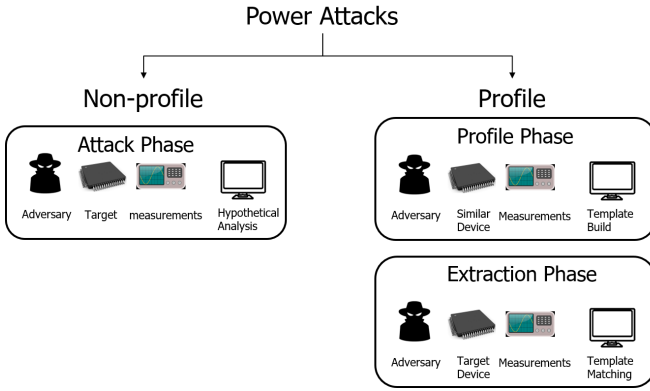 Power Attacks
Non-profile
Profile
Attack Phase
Adversary Target measurements Hypothetical
Analysis
Profile Phase
Adversary Similar Measurements Template
Device Build
Extraction Phase
Adversary Target Measurements Template
Device Matching